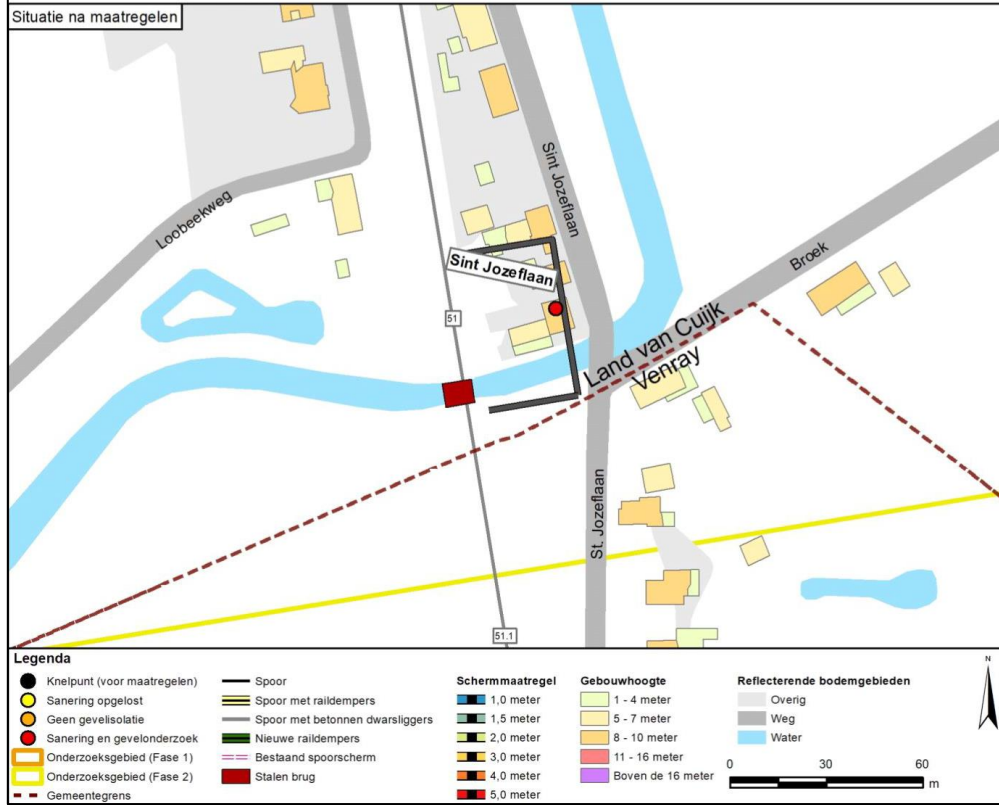 Situatie na maatregelen
Sint Jozeflaan
Loobeekweg
Broek
Sint Jozeflaan
51
Land van Cuijk
Venray
St. Jozeflaan
51.1
Legenda
Knelpunt (voor maatregelen)
Sanering opgelost
Geen gevelisolatie
Sanering en gevelonderzoek
Onderzoeksgebied (Fase 1)
Onderzoeksgebied (Fase 2)
Gemeentegrens
Spoor
Spoor met raildempers
Spoor met betonnen dwarsliggers
Nieuwe raildempers
Bestaand spoorscherm
Stalen brug
Schermmaatregel
1,0 meter
1,5 meter
2,0 meter
3,0 meter
4,0 meter
5,0 meter
Gebouwhoogte
1 - 4 meter
5 - 7 meter
8 - 10 meter
11 - 16 meter
Boven de 16 meter
Reflecterende bodemgebieden
Overig
Weg
Water
N
0 30 60
m